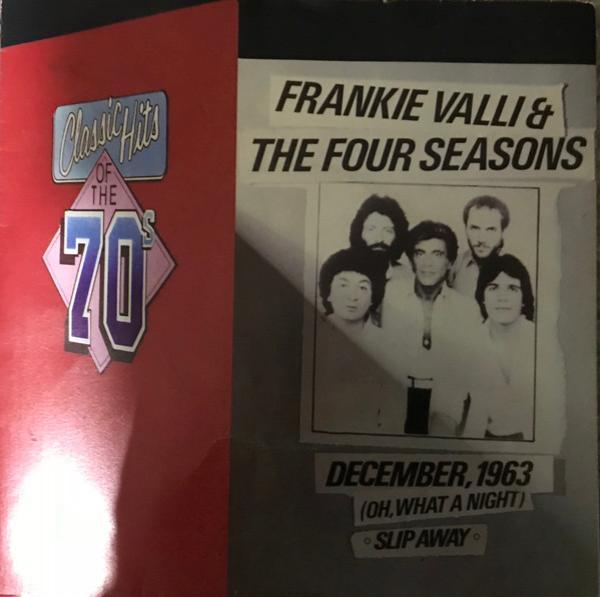 Classic Hits
OF
THE
70s
FRANKIE VALLI &
THE FOUR SEASONS
DECEMBER, 1963
(OH, WHAT A NIGHT)
◦ SLIP AWAY ◦